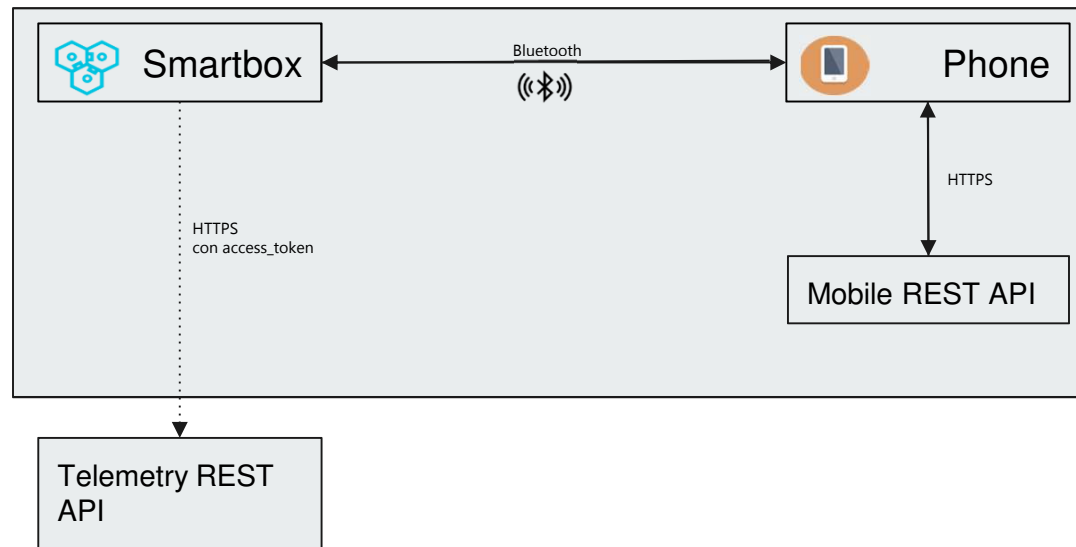 Smartbox
Bluetooth
Phone
HTTPS
HTTPS
con access_token
Mobile REST API
Telemetry REST
API